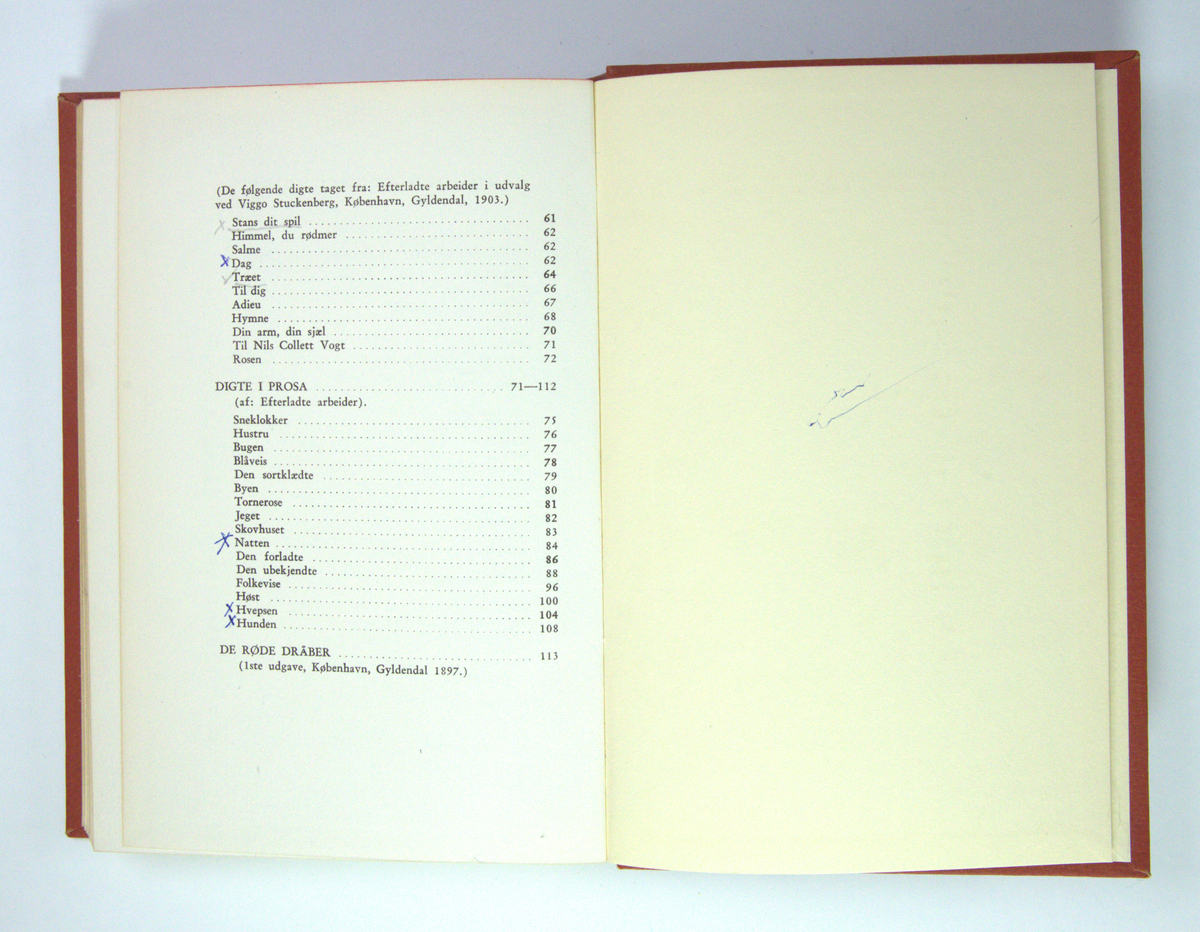 (De følgende digte taget fra: Efterladte arbeider i udvalg
ved Viggo Stuckenberg, København, Gyldendal, 1903.)
x Stans dit spil 61
Himmel, du rødmer 62
Salme 62
x Dag 62
Træet 64
Til dig 66
Adieu 67
Hymne 68
Din arm, din sjæl 70
Til Nils Collett Vogt 71
Rosen 72
DIGTE I PROSA 71—112
(af: Efterladte arbeider).
Sneklokker 75
Hustru 76
Bugen 77
Blåveis 78
Den sortklædte 79
Byen 80
Tornerose 81
Jeget 82
Skovhuset 83
x Natten 84
Den forladte 86
Den ubekjendte 88
Folkevise 96
Høst 100
x Hvepsen 104
x Hunden 108
DE RØDE DRÅBER 113
(1ste udgave, København, Gyldendal 1897.)